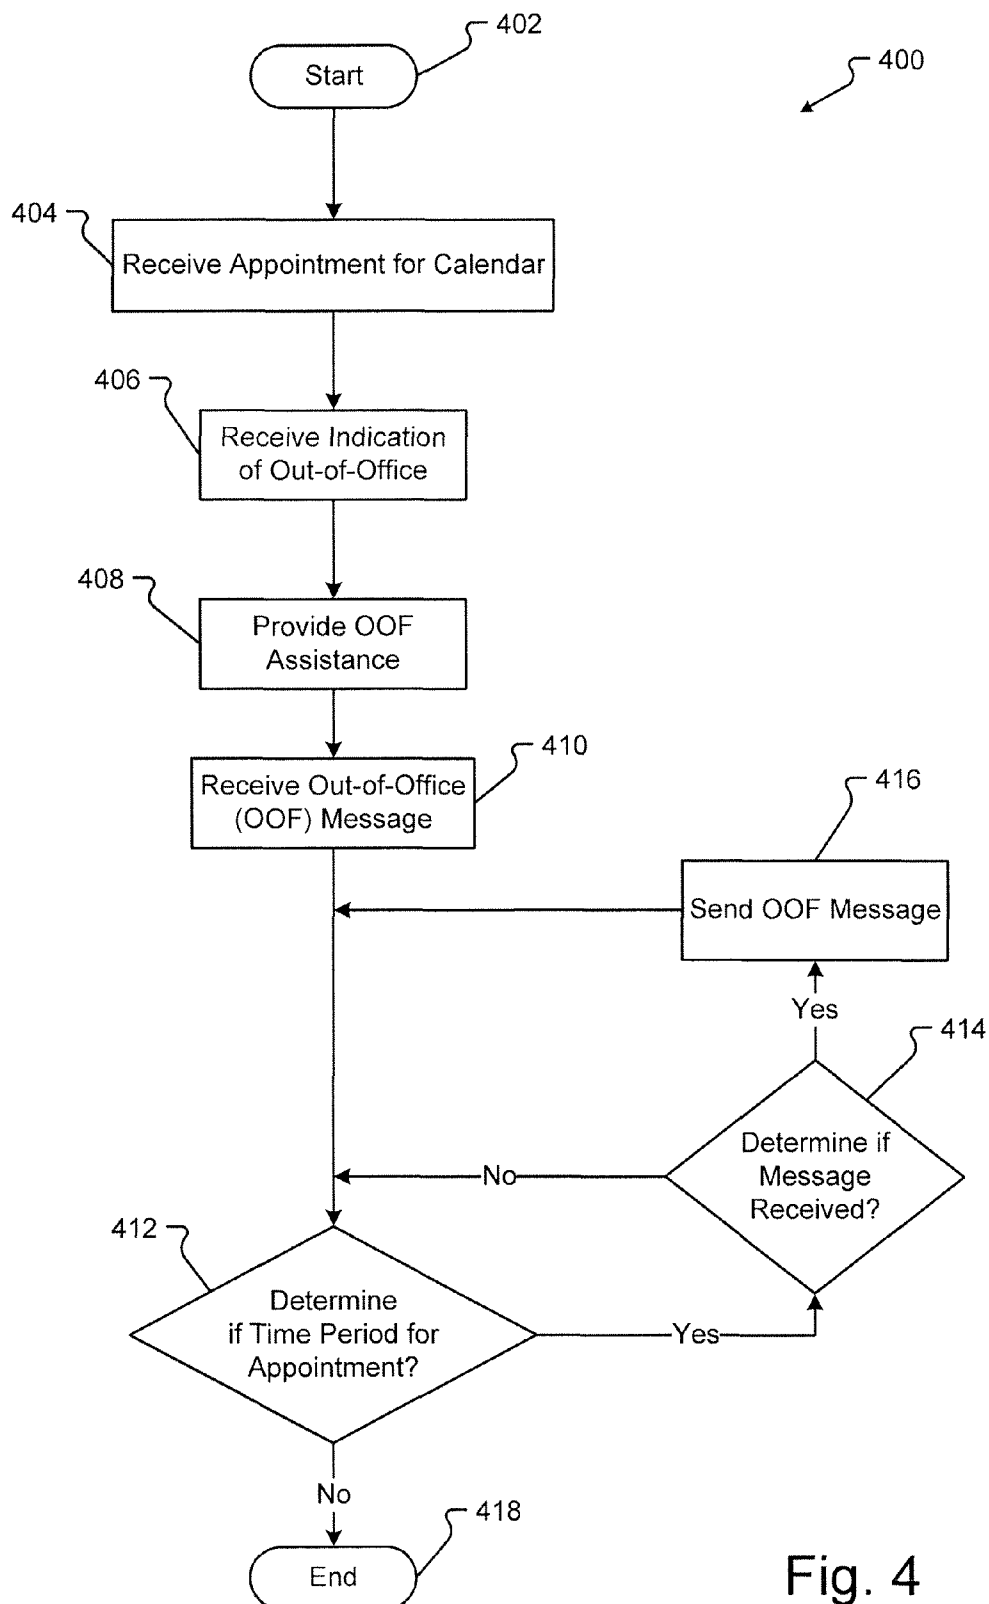 402
Start
400
404
Receive Appointment for Calendar
406
Receive Indication
of Out-of-Office
408
Provide OOF
Assistance
410
Receive Out-of-Office
(OOF) Message
416
Send OOF Message
Yes
414
Determine if
Message
Received?
No
412
Determine
if Time Period for
Appointment?
Yes
No
418
End
Fig. 4